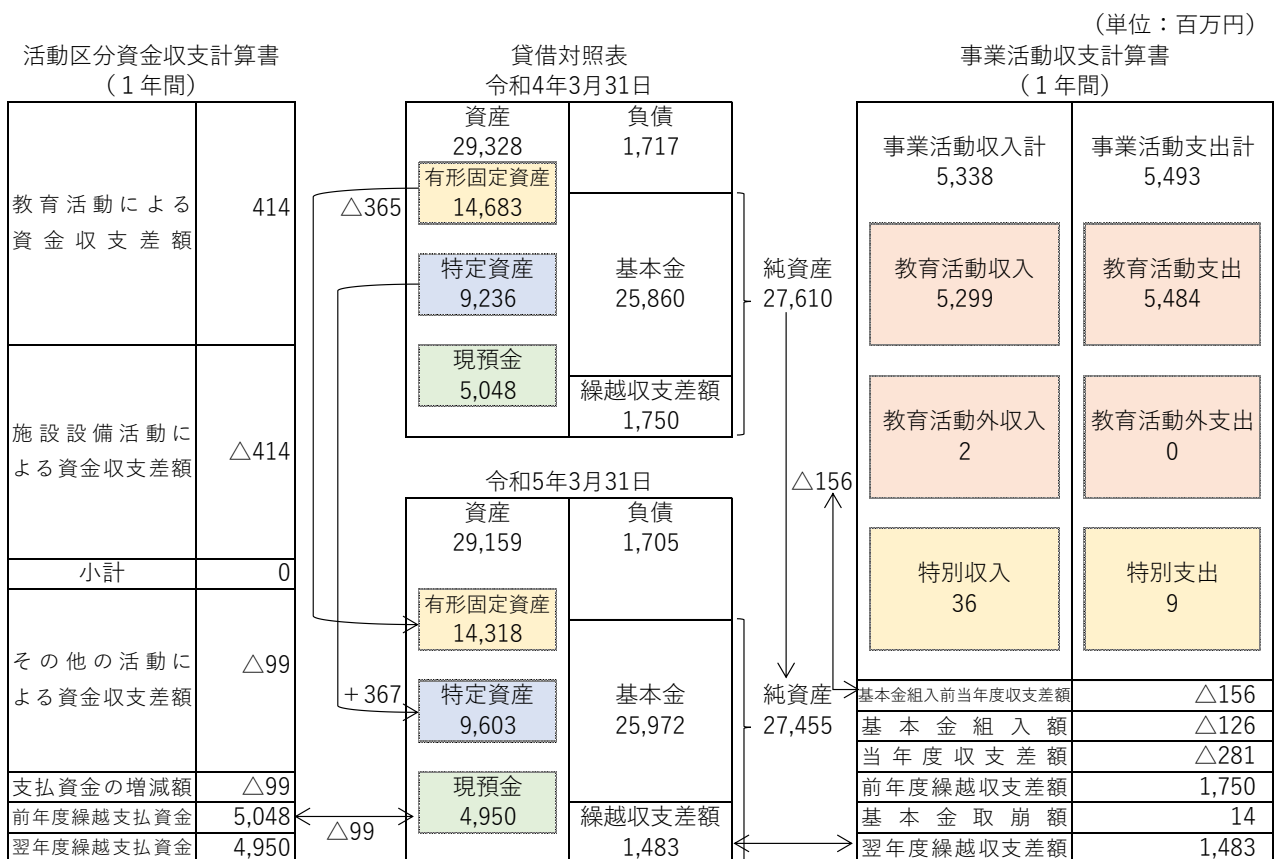 (単位:百万円)
活動区分資金収支計算書
(1年間)
教育活動による
資金収支差額
414
施設設備活動に
よる資金収支差額
△414
小計
0
その他の活動に
よる資金収支差額
△99
支払資金の増減額
△99
前年度繰越支払資金
5,048
翌年度繰越支払資金
4,950
△365
+367
△99
貸借対照表
令和4年3月31日
資産
29,328
有形固定資産
14,683
特定資産
9,236
現預金
5,048
負債
1,717
基本金
25,860
繰越収支差額
1,750
純資産
27,610
令和5年3月31日
資産
29,159
有形固定資産
14,318
特定資産
9,603
現預金
4,950
負債
1,705
基本金
25,972
繰越収支差額
1,483
純資産
27,455
△156
事業活動収支計算書
(1年間)
事業活動収入計
5,338
事業活動支出計
5,493
教育活動収入
5,299
教育活動支出
5,484
教育活動外収入
2
教育活動外支出
0
特別収入
36
特別支出
9
基本金組入前当年度収支差額
△156
基本金組入額
△126
当年度収支差額
△281
前年度繰越収支差額
1,750
基本金取崩額
14
翌年度繰越収支差額
1,483